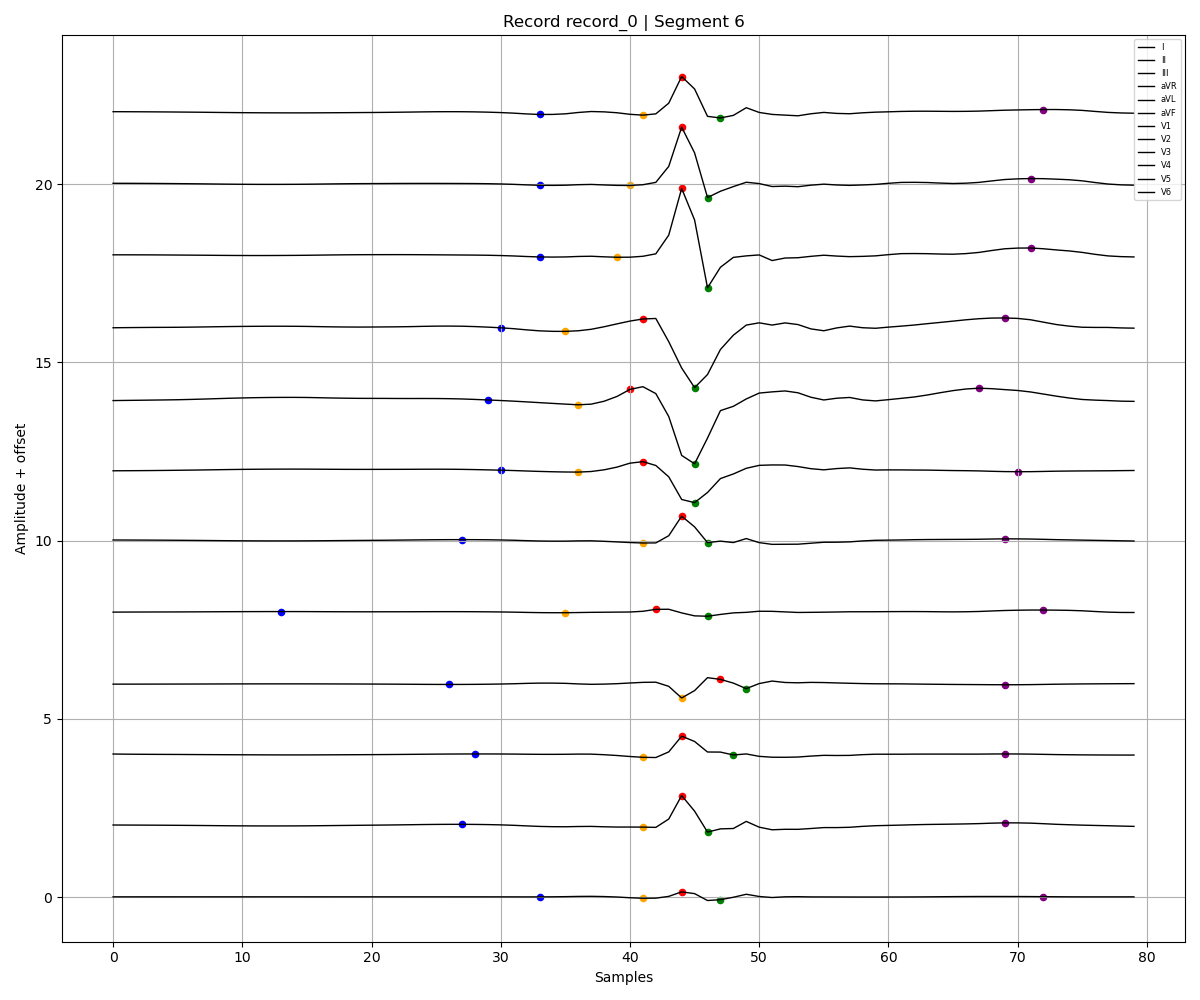 Record record_0 | Segment 6
I
II
III
aVR
aVL
aVF
V1
V2
V3
V4
V5
V6
Amplitude + offset
20
15
10
5
0
0 10 20 30 40 50 60 70 80
Samples